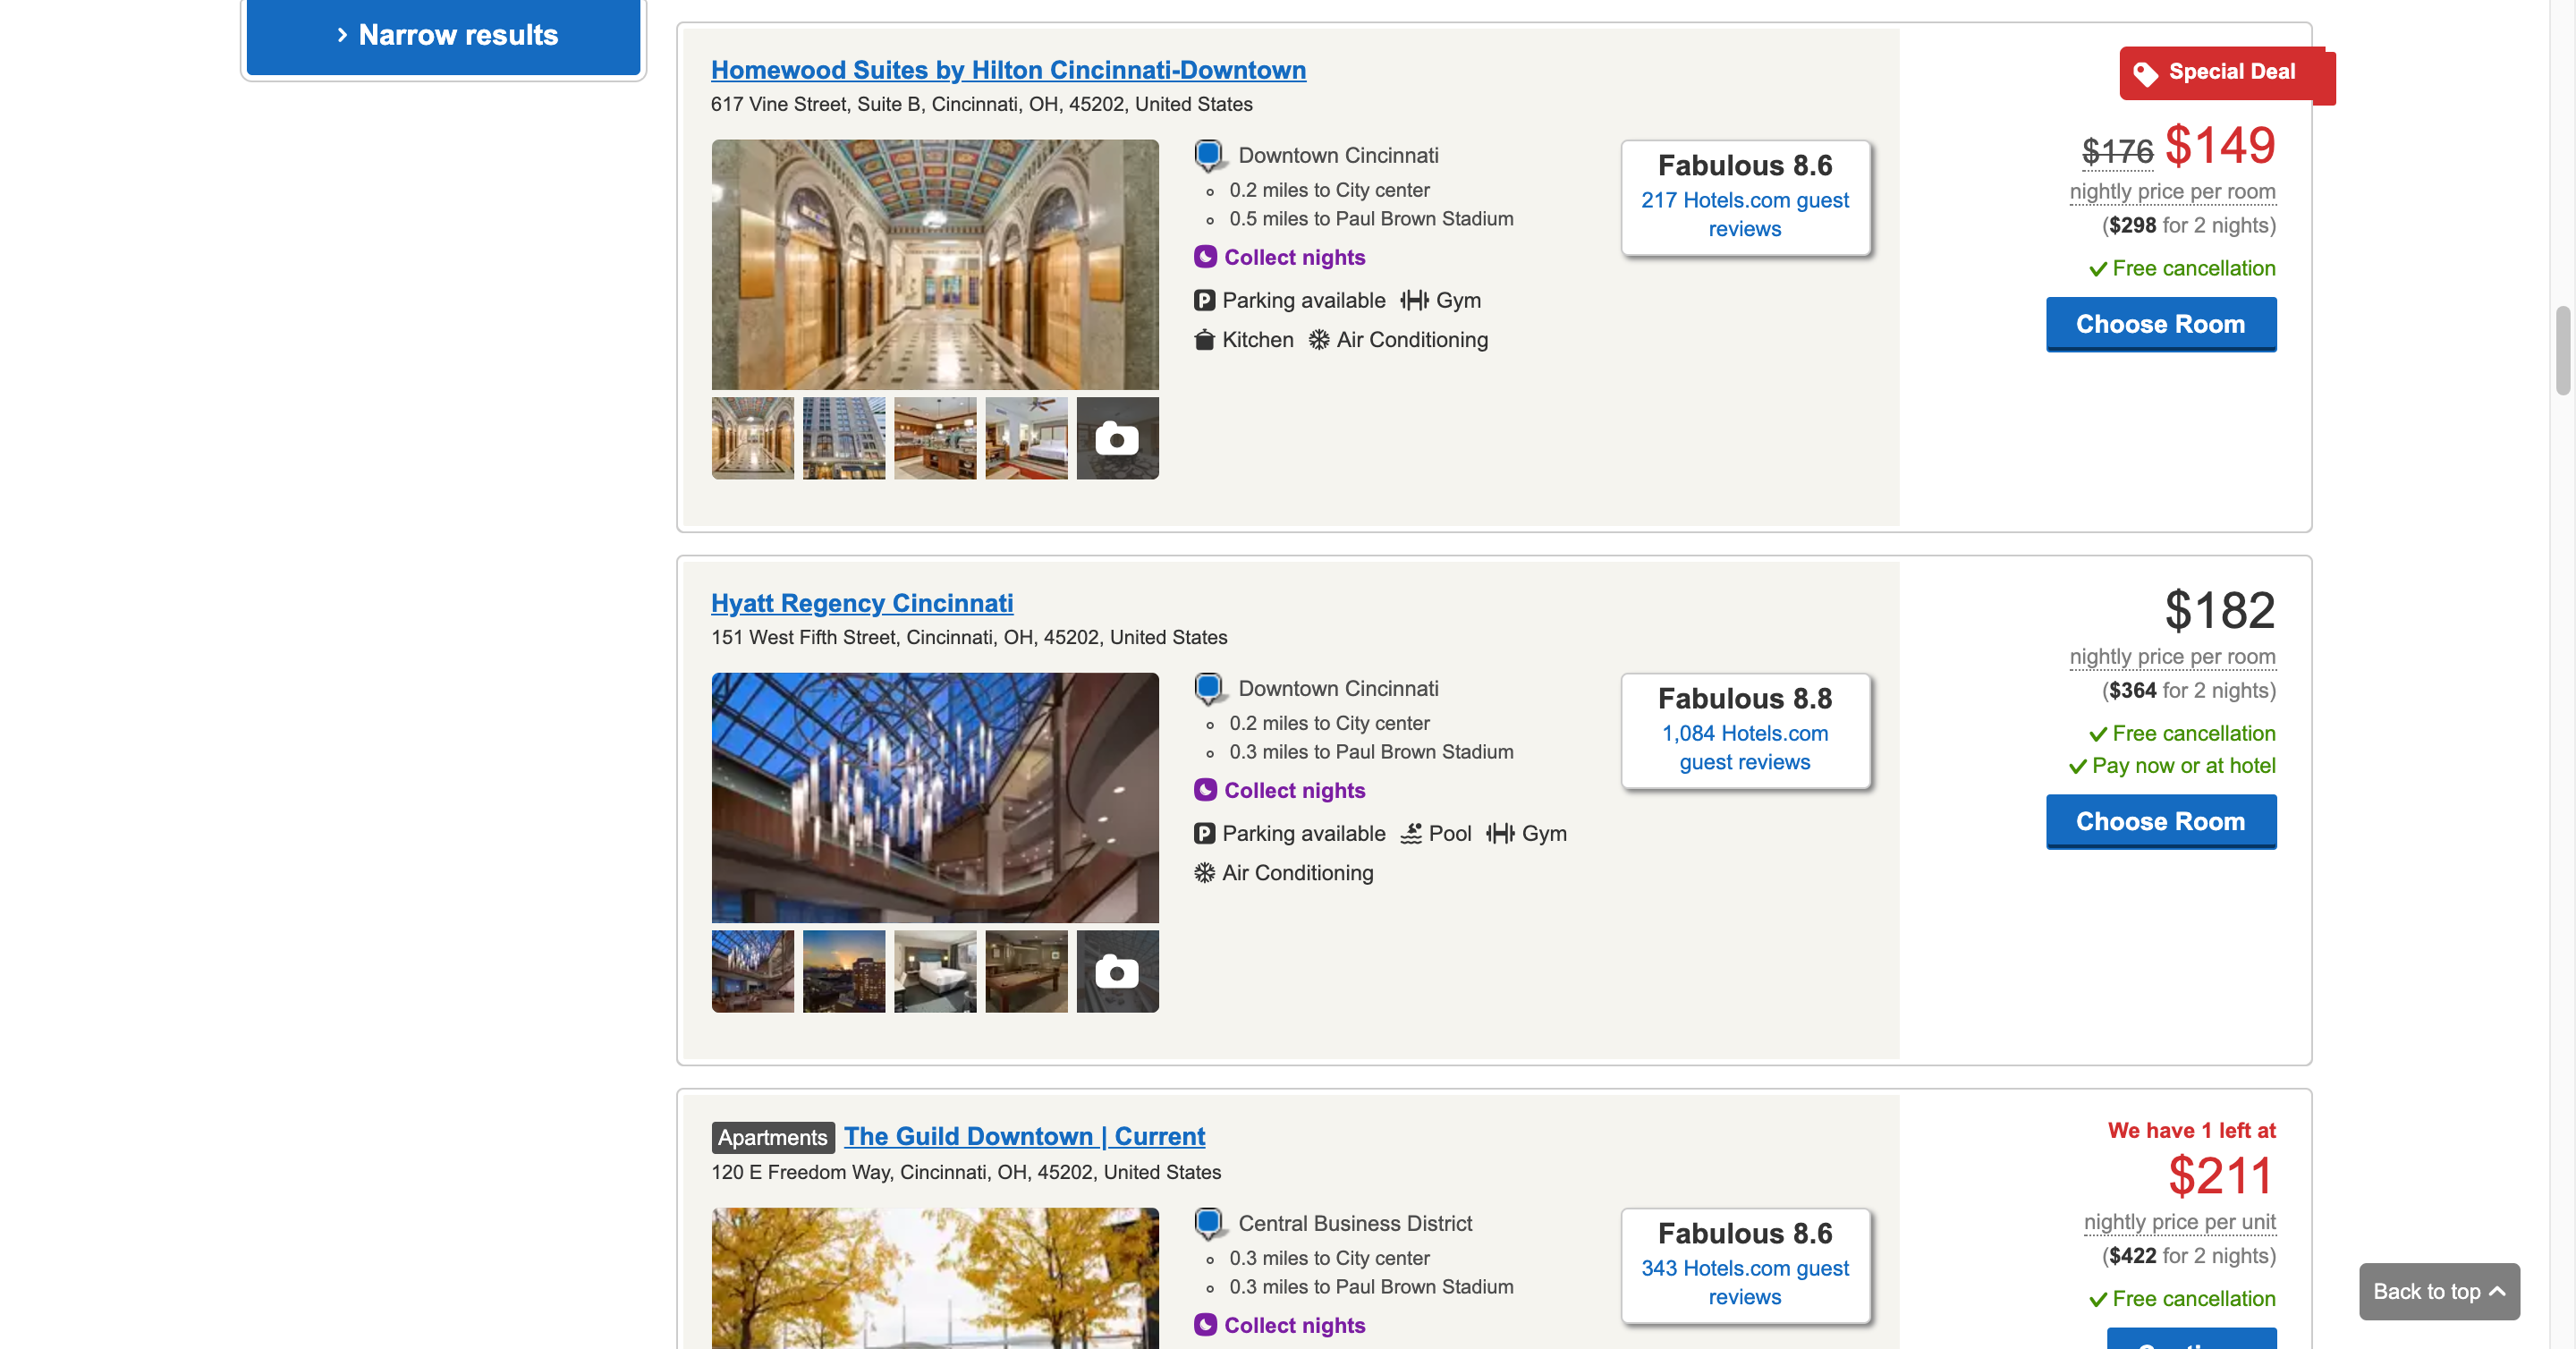 Narrow results
Homewood Suites by Hilton Cincinnati-Downtown
617 Vine Street, Suite B, Cincinnati, OH, 45202, United States
Downtown Cincinnati
0.2 miles to City center
0.5 miles to Paul Brown Stadium
Collect nights
Parking available Gym
Kitchen Air Conditioning
Fabulous 8.6
217 Hotels.com guest
reviews
Special Deal
$176 $149
nightly price per room
($298 for 2 nights)
Free cancellation
Choose Room
Hyatt Regency Cincinnati
151 West Fifth Street, Cincinnati, OH, 45202, United States
Downtown Cincinnati
0.2 miles to City center
0.3 miles to Paul Brown Stadium
Collect nights
Parking available Pool Gym
Air Conditioning
Fabulous 8.8
1,084 Hotels.com
guest reviews
$182
nightly price per room
($364 for 2 nights)
Free cancellation
Pay now or at hotel
Choose Room
Apartments The Guild Downtown | Current
120 E Freedom Way, Cincinnati, OH, 45202, United States
Central Business District
0.3 miles to City center
0.3 miles to Paul Brown Stadium
Collect nights
Fabulous 8.6
343 Hotels.com guest
reviews
We have 1 left at
$211
nightly price per unit
($422 for 2 nights)
Free cancellation
Back to top